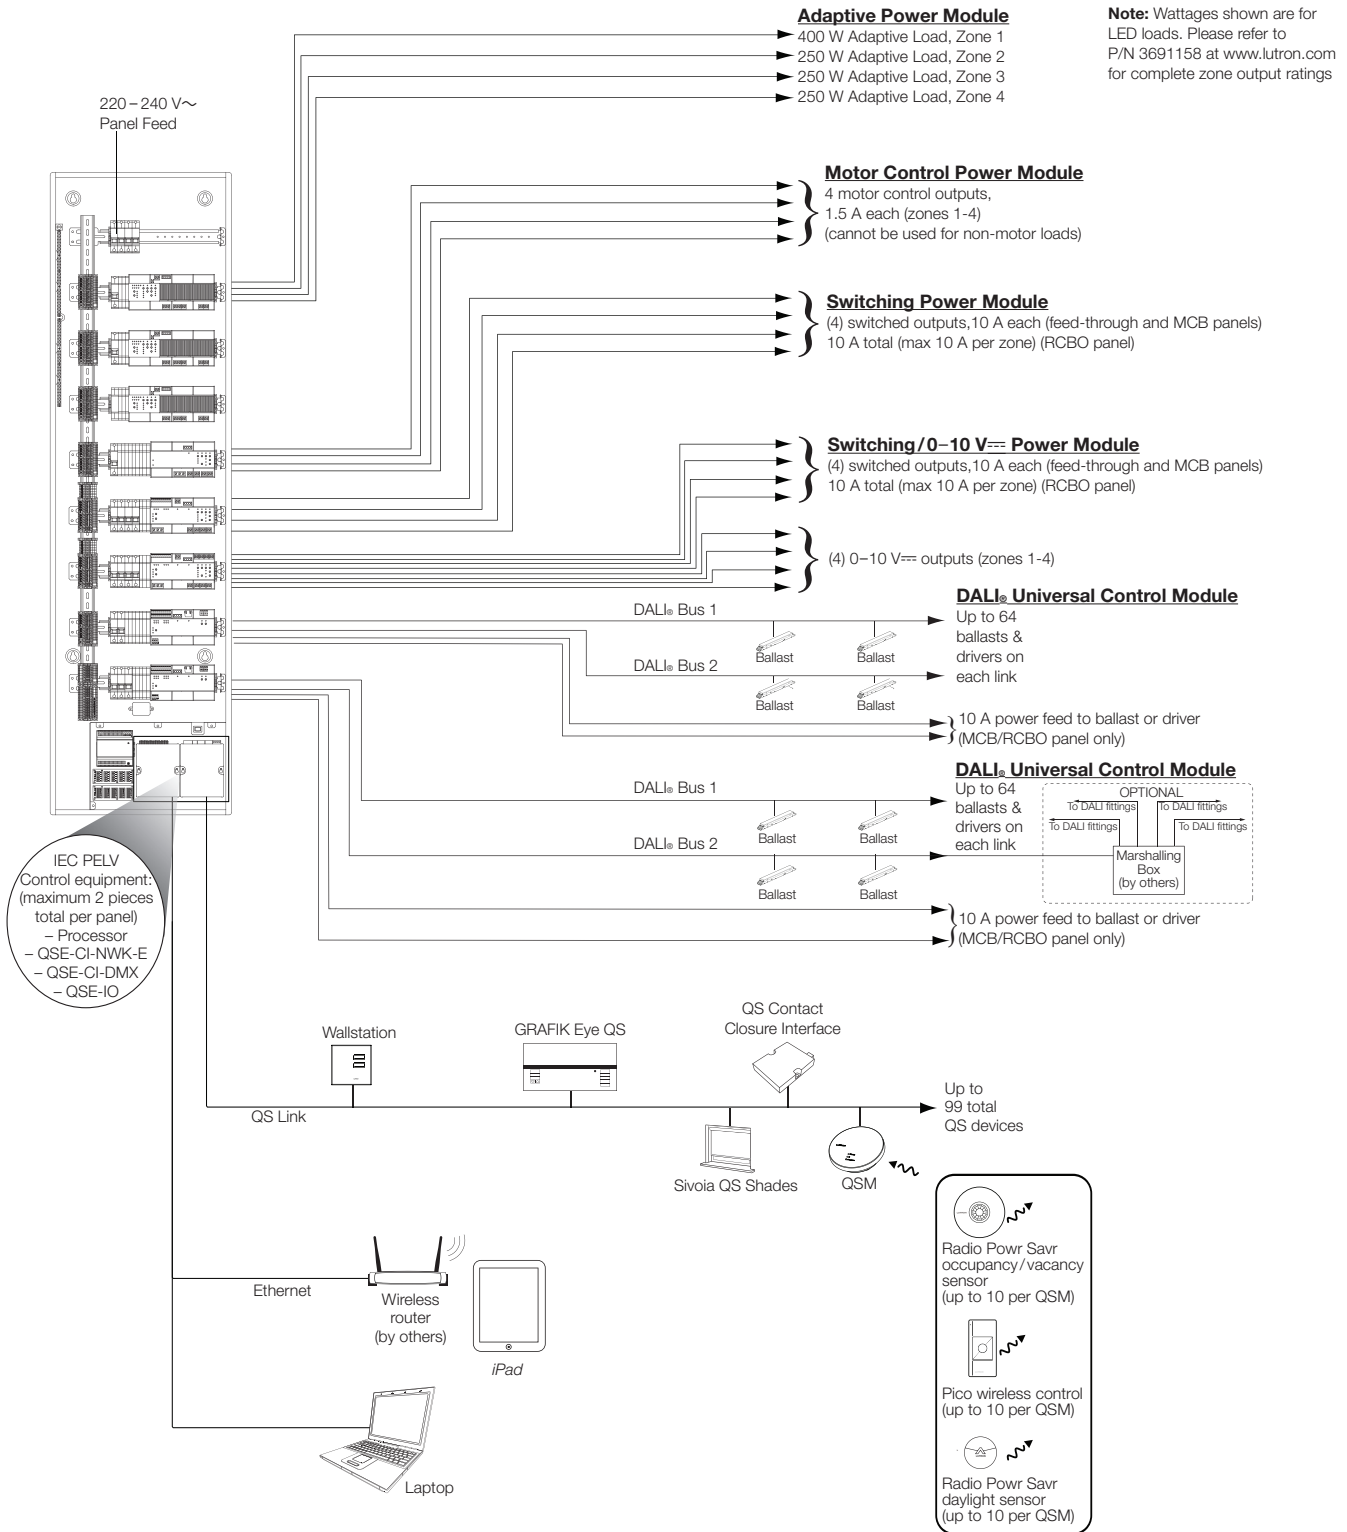 Adaptive Power Module
400 W Adaptive Load, Zone 1
250 W Adaptive Load, Zone 2
250 W Adaptive Load, Zone 3
250 W Adaptive Load, Zone 4
Note: Wattages shown are for
LED loads. Please refer to
P/N 3691158 at www.lutron.com
for complete zone output ratings
220–240 V~
Panel Feed
Motor Control Power Module
4 motor control outputs,
1.5 A each (zones 1-4)
(cannot be used for non-motor loads)
Switching Power Module
(4) switched outputs,10 A each (feed-through and MCB panels)
10 A total (max 10 A per zone) (RCBO panel)
Switching/0–10 V⎓ Power Module
(4) switched outputs,10 A each (feed-through and MCB panels)
10 A total (max 10 A per zone) (RCBO panel)
(4) 0–10 V⎓ outputs (zones 1-4)
DALI® Universal Control Module
DALI® Bus 1
Up to 64
ballasts &
drivers on
each link
Ballast
Ballast
DALI® Bus 2
Ballast
Ballast
10 A power feed to ballast or driver
(MCB/RCBO panel only)
DALI® Universal Control Module
DALI® Bus 1
Up to 64
ballasts &
drivers on
each link
Ballast
Ballast
DALI® Bus 2
Ballast
Ballast
OPTIONAL
To DALI fittings
To DALI fittings
To DALI fittings
To DALI fittings
Marshalling
Box
(by others)
10 A power feed to ballast or driver
(MCB/RCBO panel only)
IEC PELV
Control equipment:
(maximum 2 pieces
total per panel)
– Processor
– QSE-CI-NWK-E
– QSE-CI-DMX
– QSE-IO
Wallstation
GRAFIK Eye QS
QS Contact
Closure Interface
QS Link
Up to
99 total
QS devices
Sivoia QS Shades
QSM
Radio Powr Savr
occupancy/vacancy
sensor
(up to 10 per QSM)
Pico wireless control
(up to 10 per QSM)
Radio Powr Savr
daylight sensor
(up to 10 per QSM)
Ethernet
Wireless
router
(by others)
iPad
Laptop